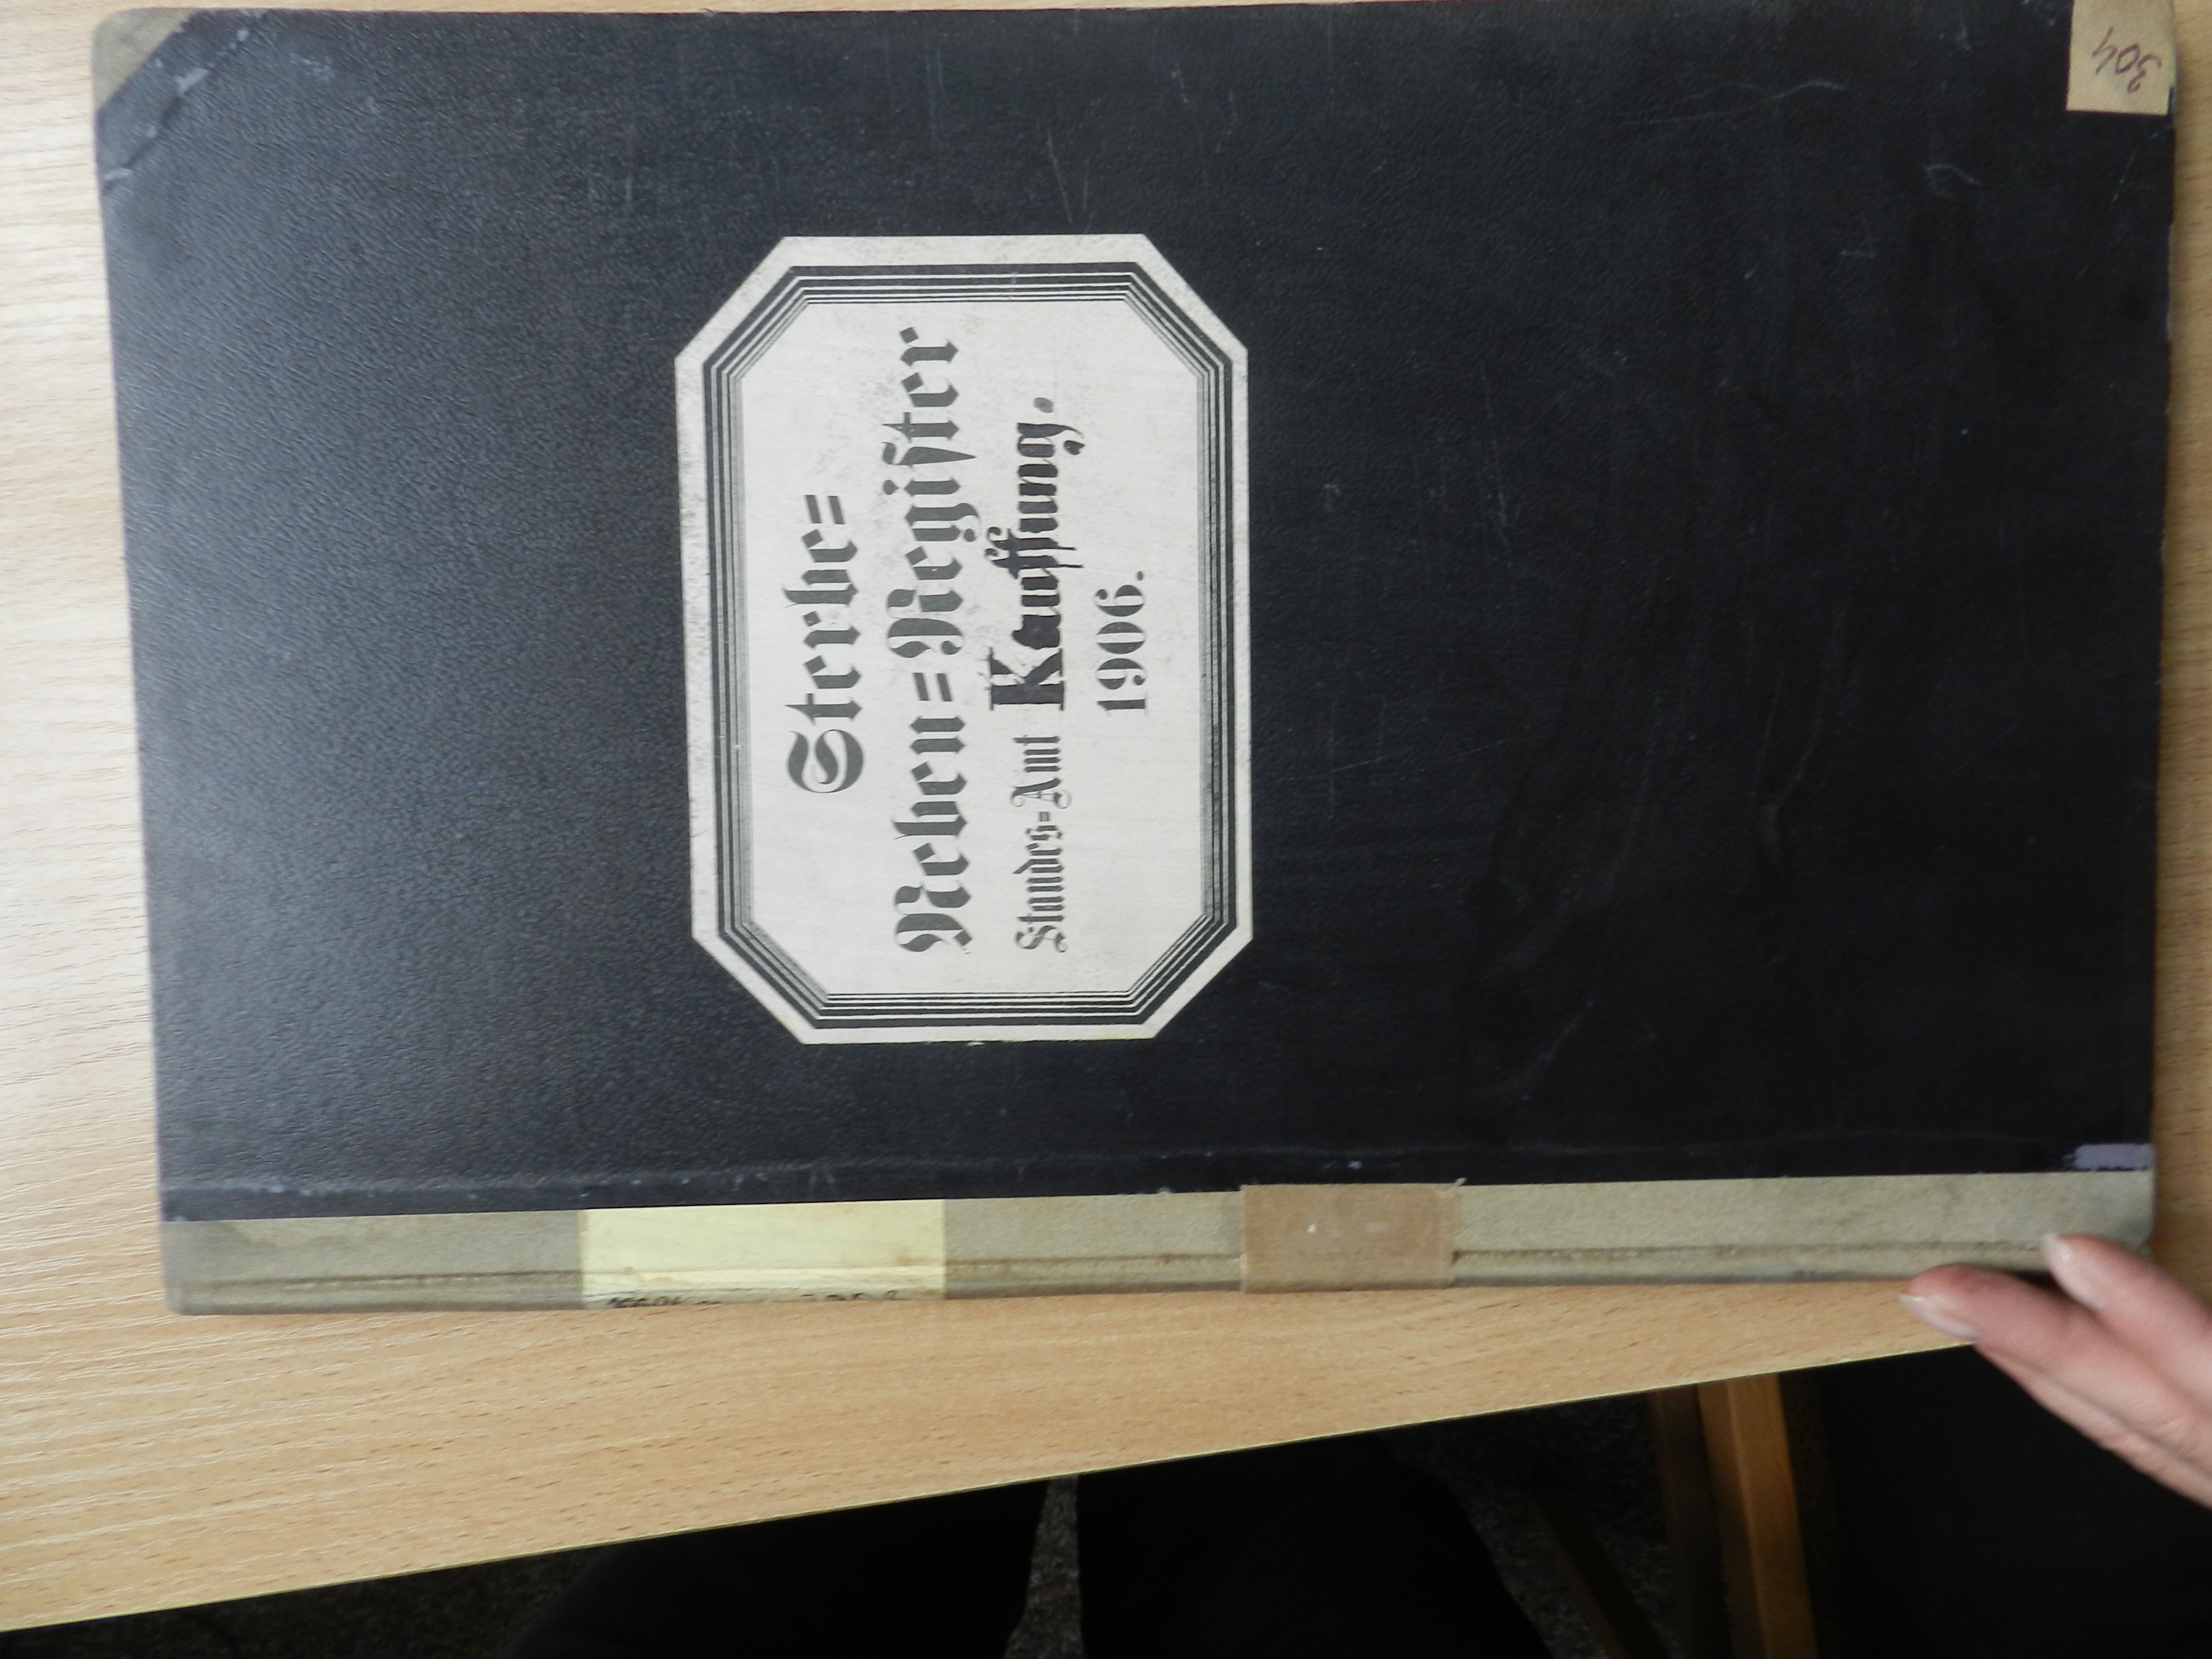 Sterbe=
Neben=Register
Standes=Amt Kauffung.
1906.
304